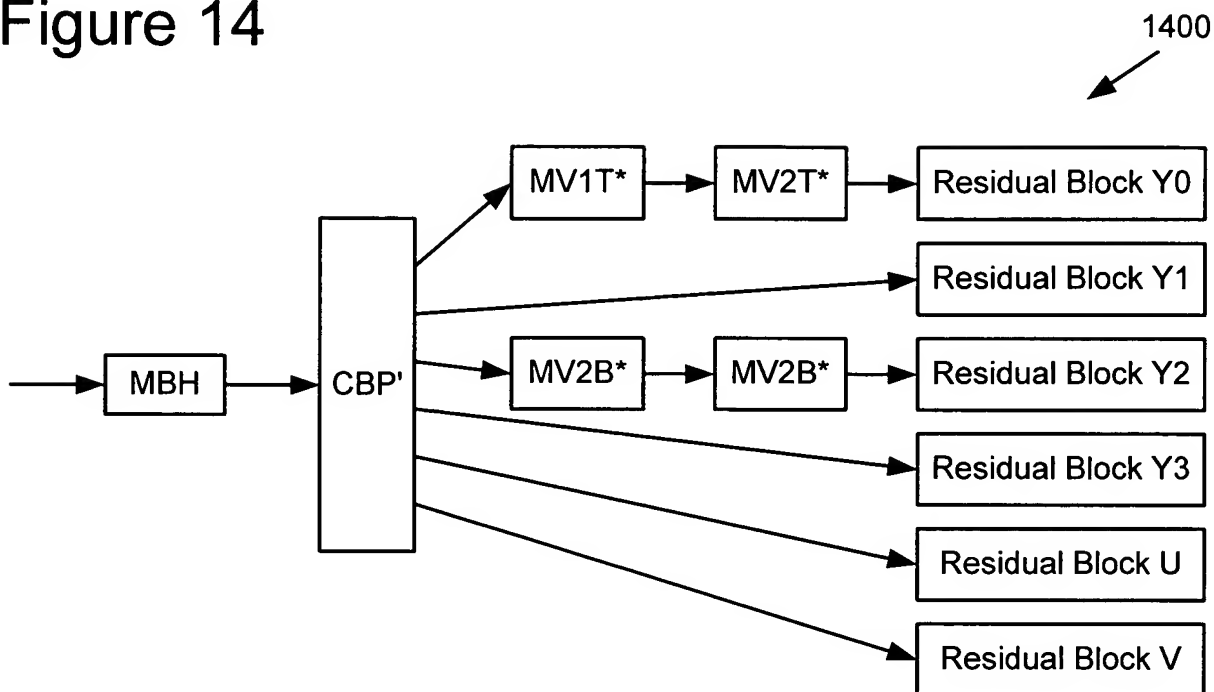 Figure 14
1400
MV1T*
MV2T*
Residual Block Y0
Residual Block Y1
MBH
CBP'
MV2B*
MV2B*
Residual Block Y2
Residual Block Y3
Residual Block U
Residual Block V